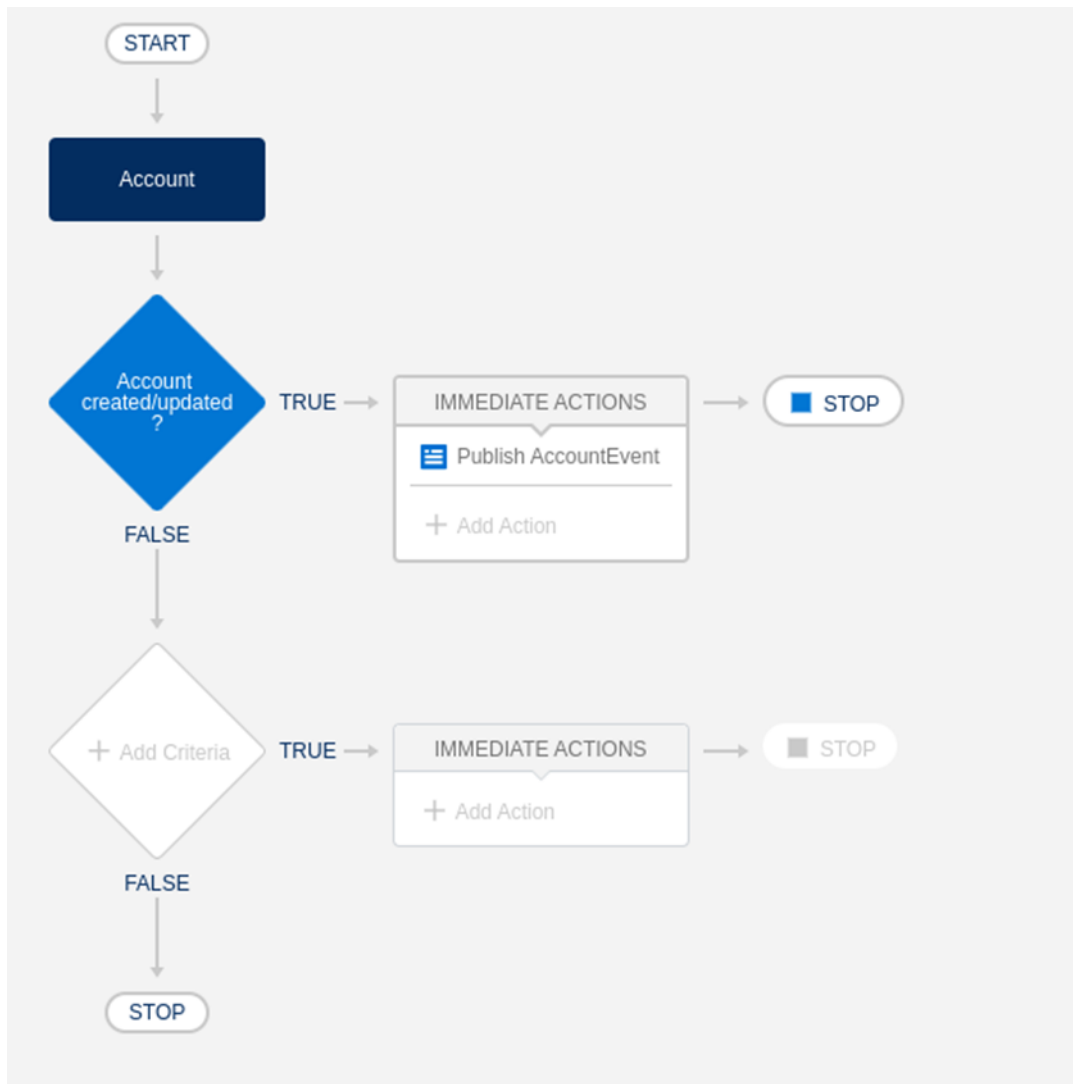 START
Account
Account
created/updated
?
TRUE
IMMEDIATE ACTIONS
STOP
Publish AccountEvent
+ Add Action
FALSE
+ Add Criteria
TRUE
IMMEDIATE ACTIONS
STOP
+ Add Action
FALSE
STOP